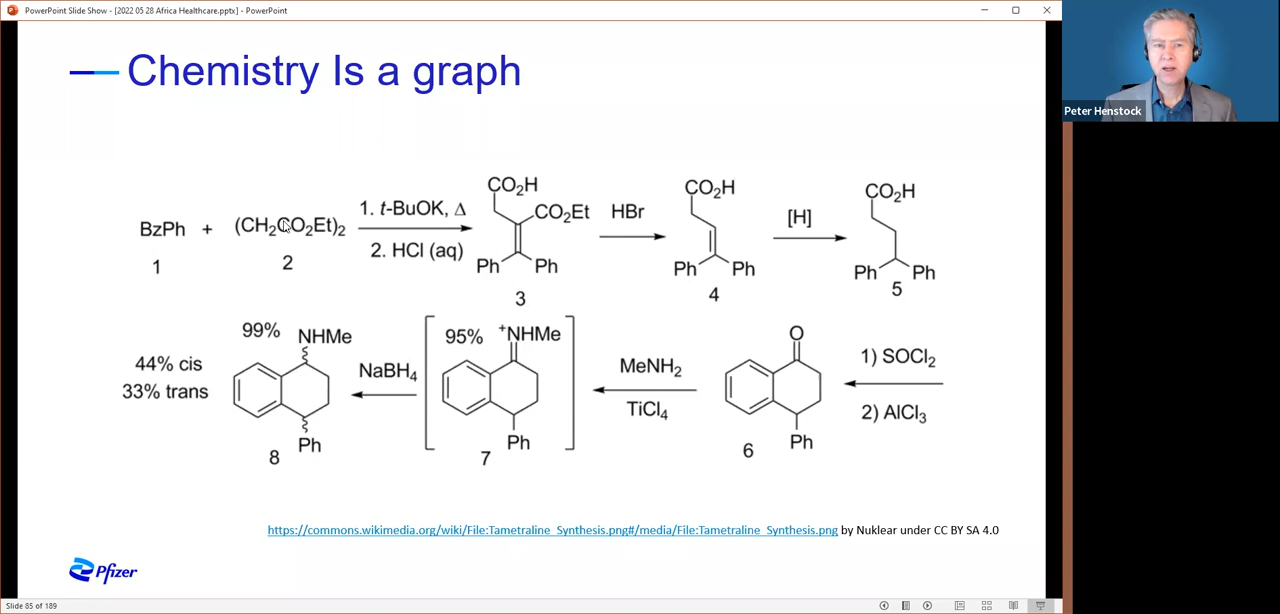 PowerPoint Slide Show - [2022 05 28 Africa Healthcare.pptx] - PowerPoint
Chemistry Is a graph
Peter Henstock
BzPh + (CH₂CO₂Et)₂
1. t-BuOK, Δ
2. HCl (aq)
CO₂H
CO₂Et
Ph Ph
HBr
CO₂H
Ph Ph
[H]
CO₂H
Ph Ph
1
2
3
4
5
44% cis
33% trans
99%
NHMe
Ph
8
NaBH₄
95%
⁺NHMe
Ph
7
MeNH₂
TiCl₄
O
Ph
6
1) SOCl₂
2) AlCl₃
https://commons.wikimedia.org/wiki/File:Tametraline_Synthesis.png#/media/File:Tametraline_Synthesis.png by Nuklear under CC BY SA 4.0
Pfizer
Slide 85 of 189